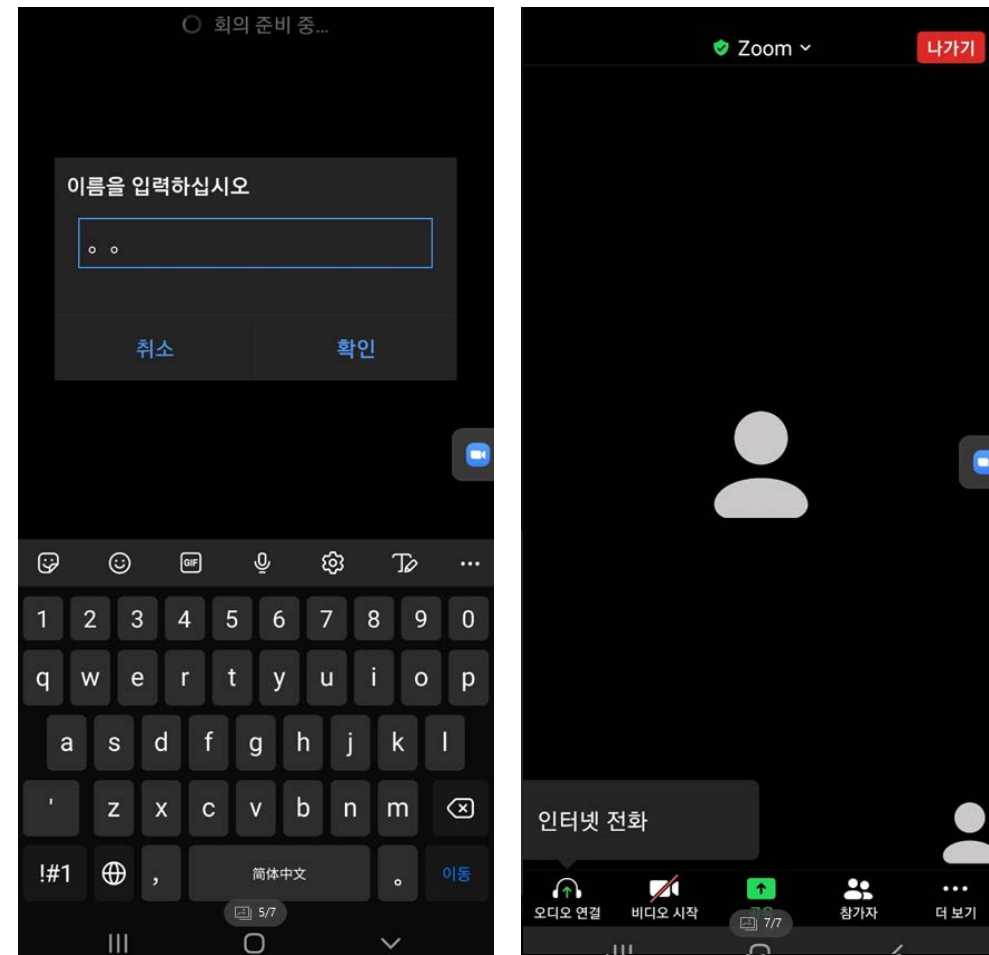 회의 준비 중...
이름을 입력하십시오
。。
취소 확인
GIF
1 2 3 4 5 6 7 8 9 0
q w e r t y u i o p
a s d f g h j k l
' z x c v b n m
!#1 , 简体中文 。 이동
5/7
Zoom
나가기
인터넷 전화
오디오 연결 비디오 시작 참가자 더 보기
7/7